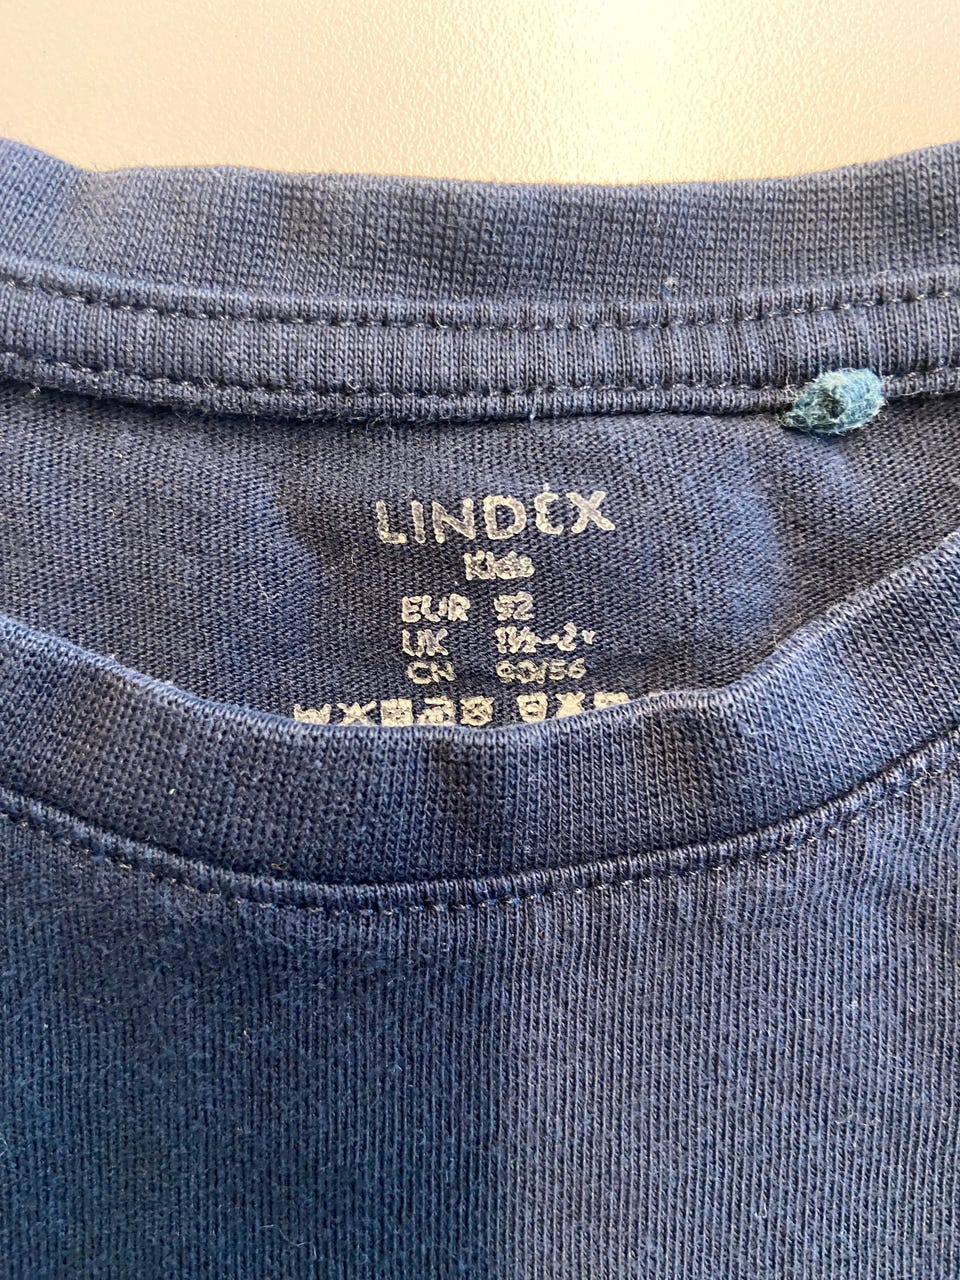 LINDEX
Kids
EUR 92
UK 1½-2Y
CN 90/56